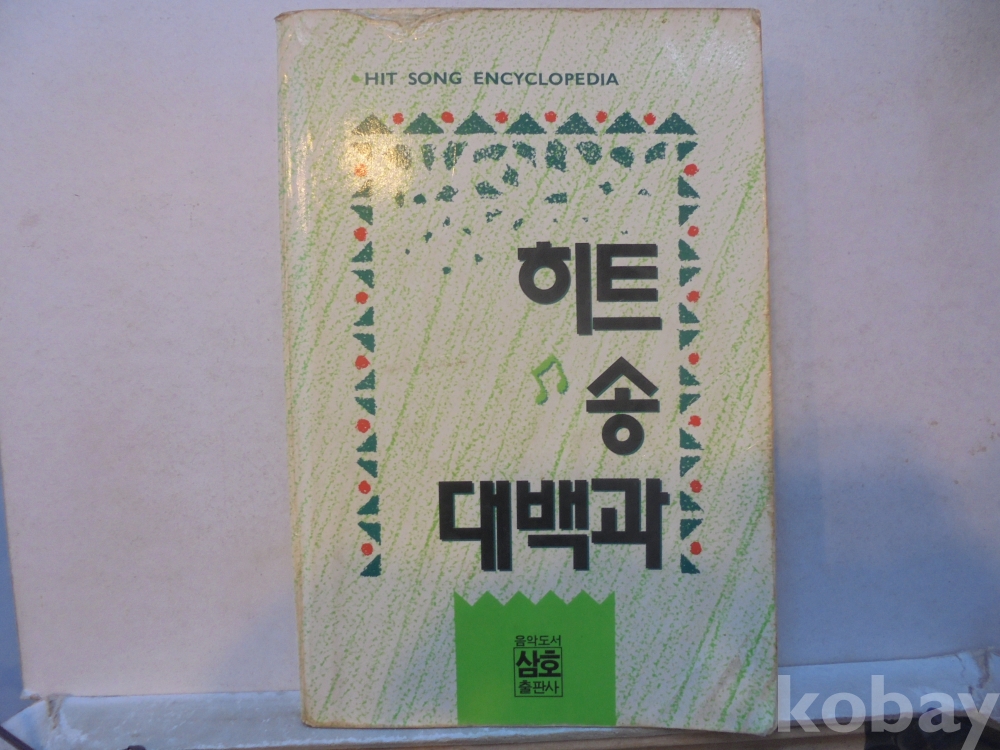 HIT SONG ENCYCLOPEDIA
히트
송
대백과
음악도서
삼호
출판사
kobay